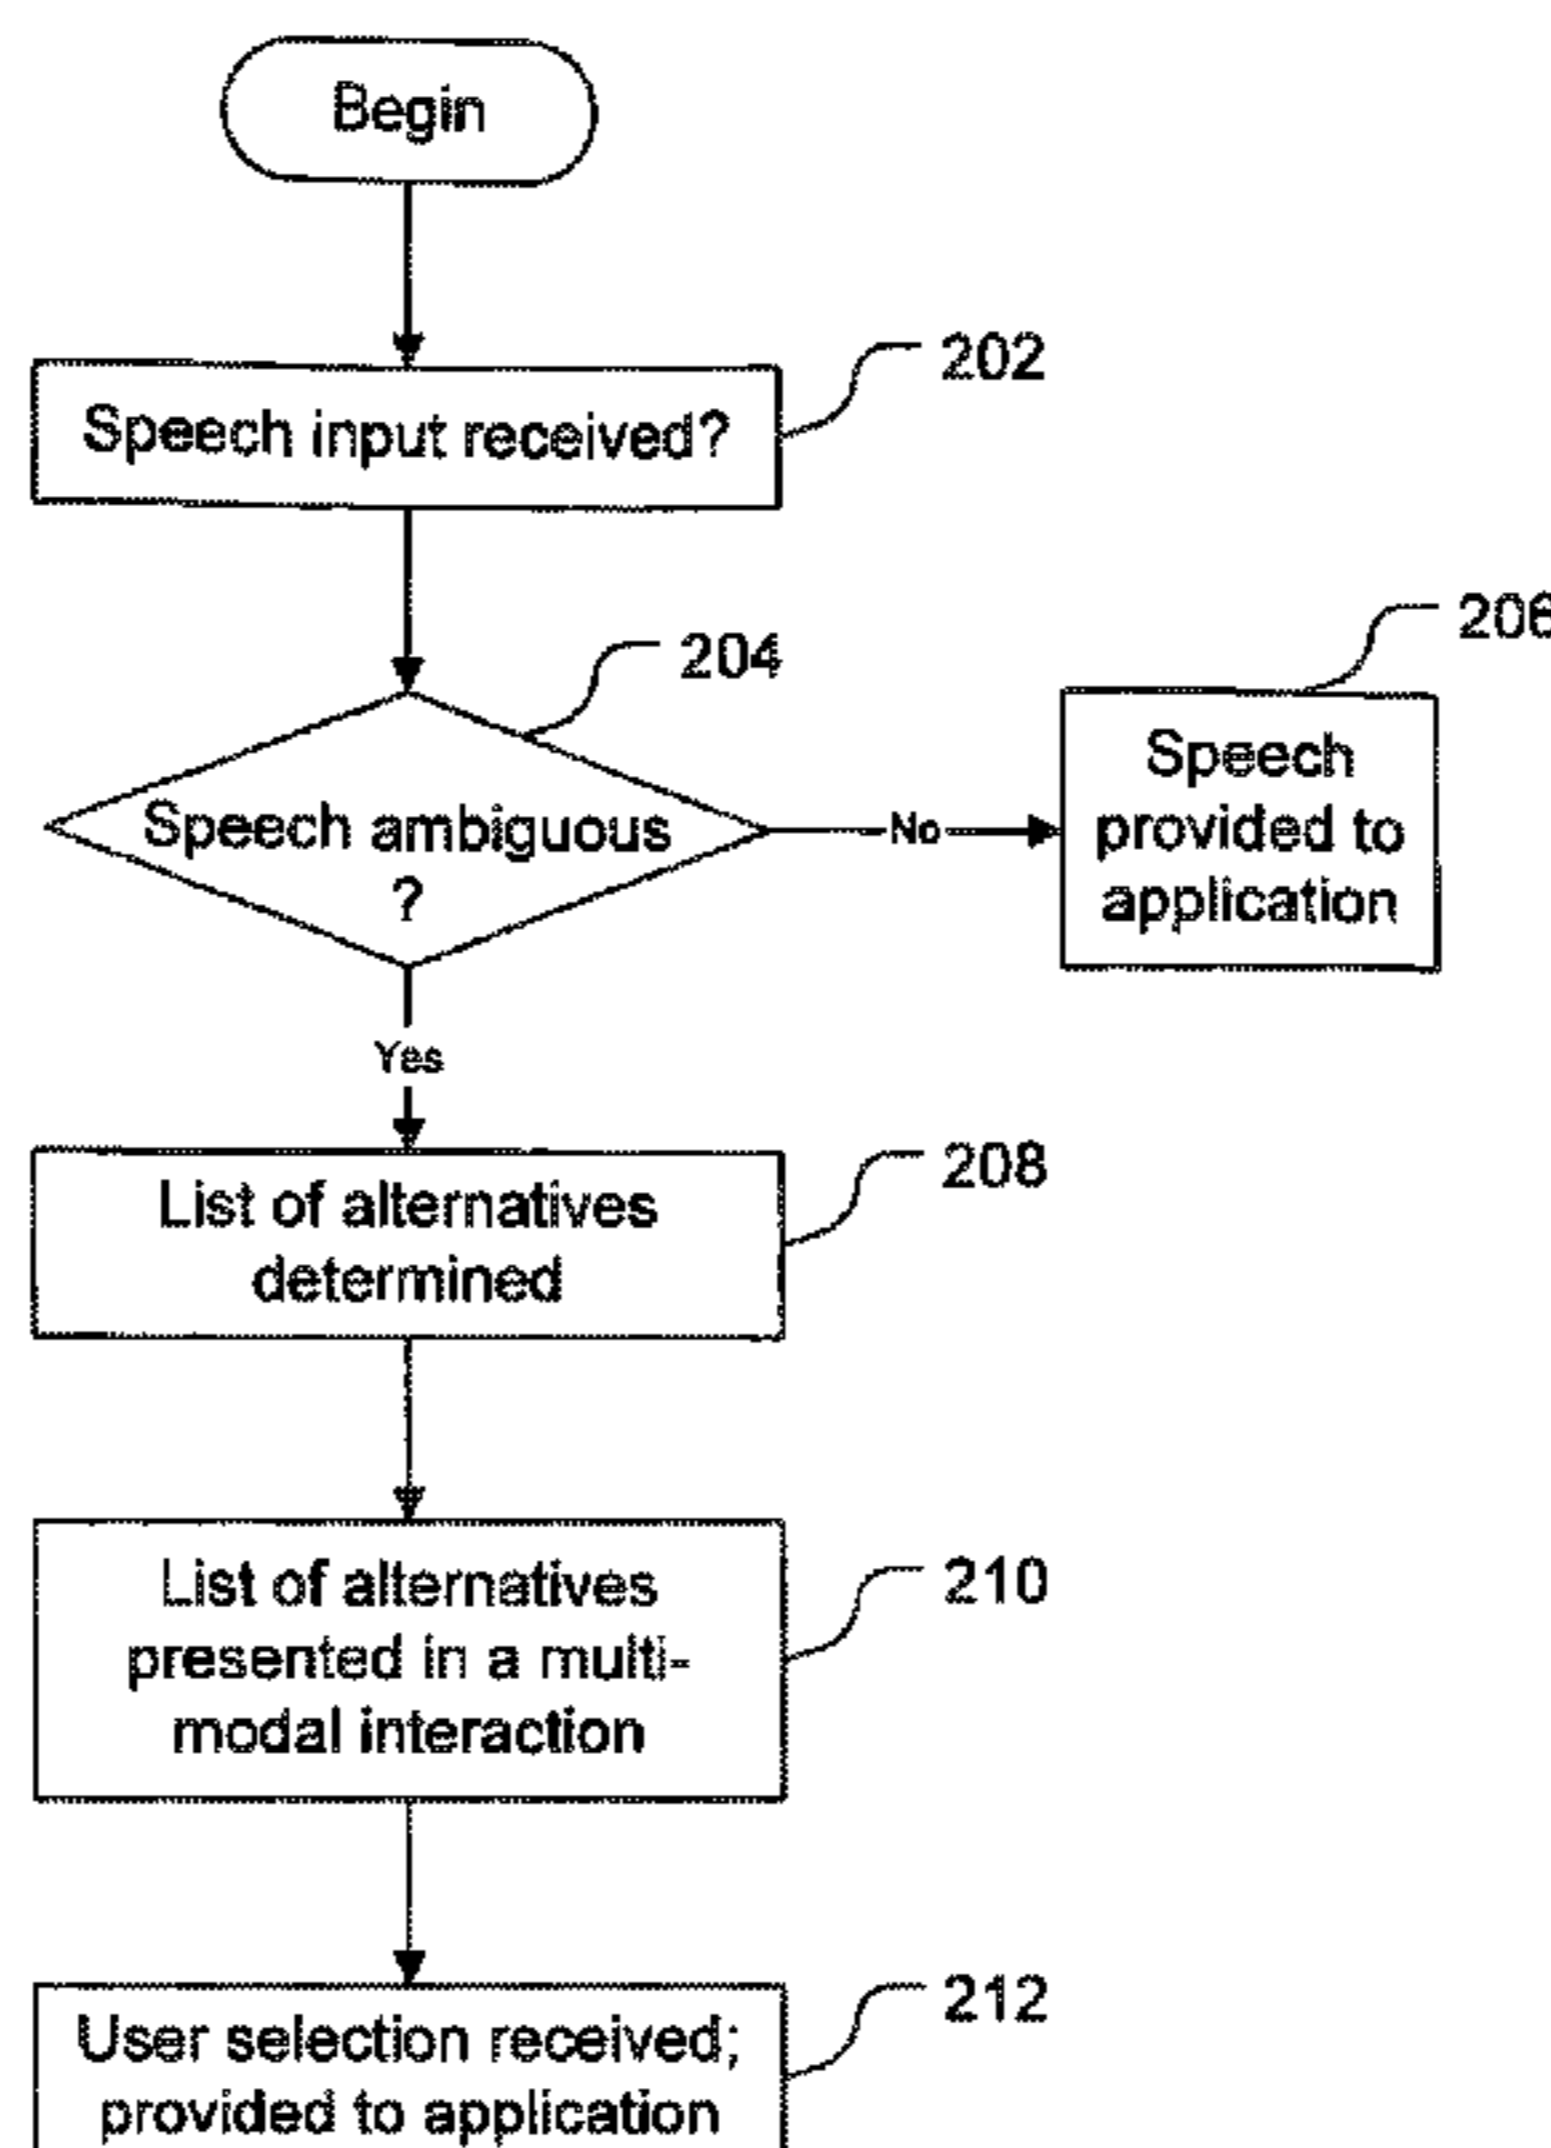 Begin
202
Speech input received?
204
206
Speech ambiguous
?
No
Speech
provided to
application
Yes
208
List of alternatives
determined
210
List of alternatives
presented in a multi-
modal interaction
212
User selection received;
provided to application